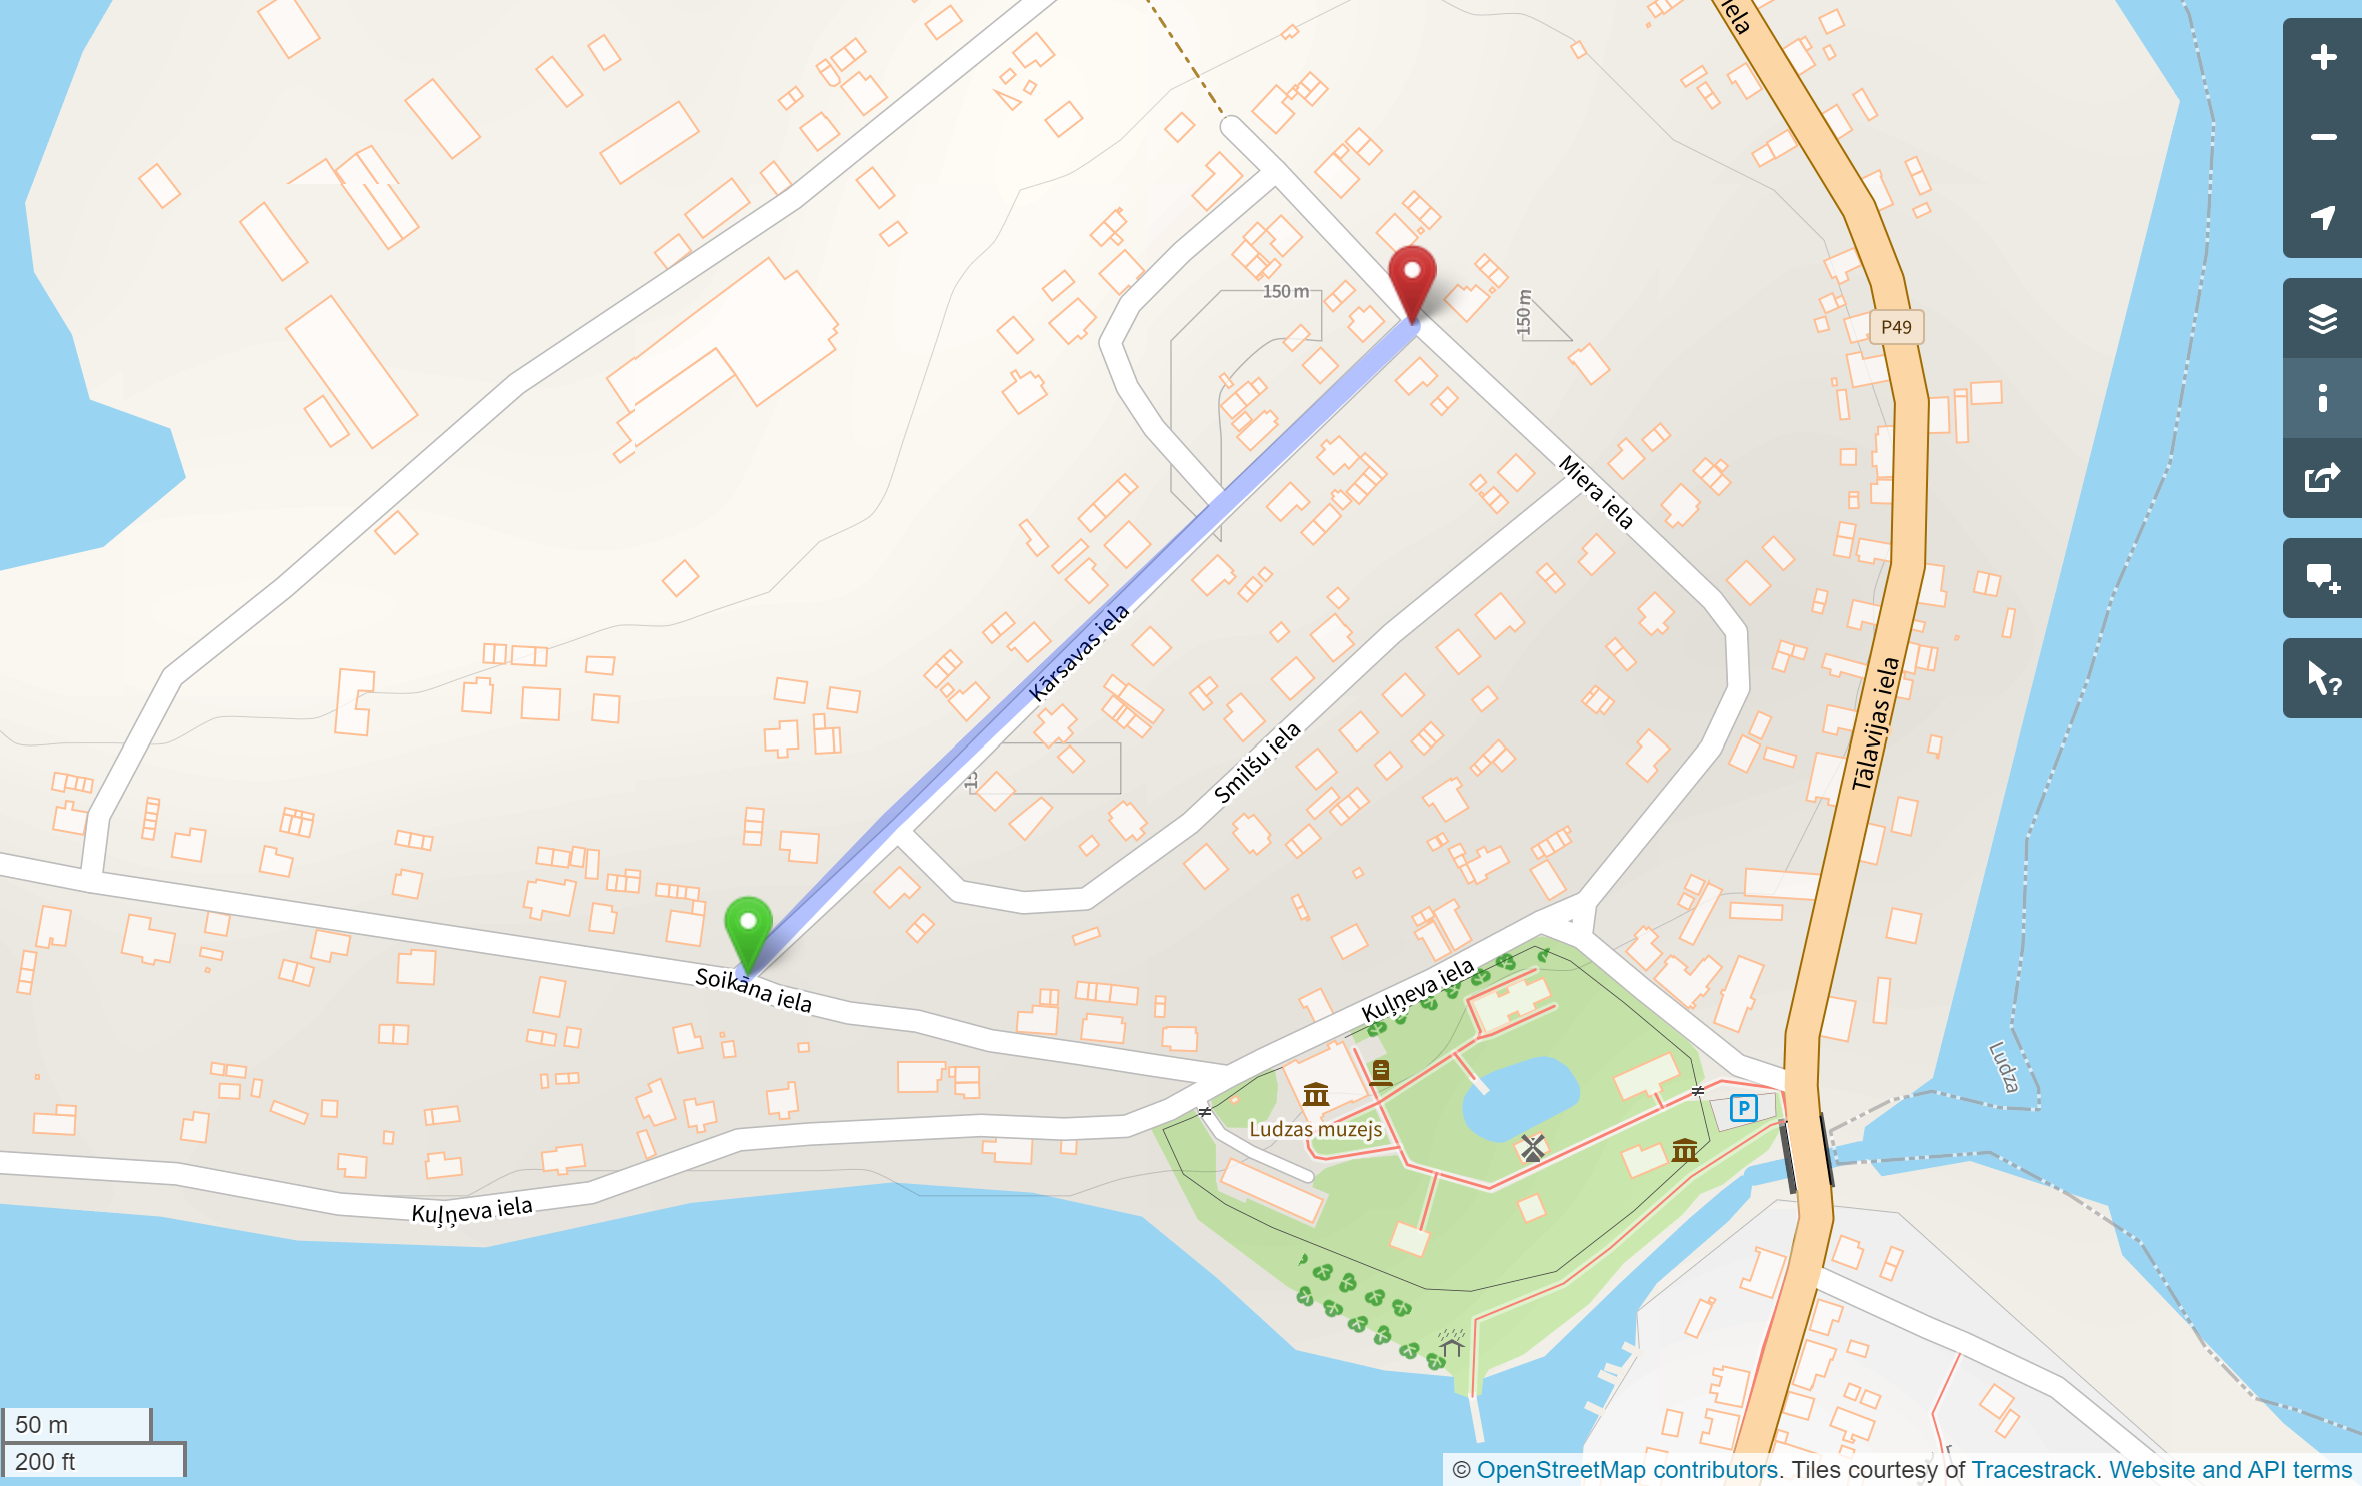 iela
P49
150 m
150 m
Miera iela
Kārsavas iela
Tālavijas iela
Smilšu iela
15
Soikāna iela
Kuļņeva iela
Ludza
P
Ludzas muzejs
Kuļņeva iela
50 m
200 ft
© OpenStreetMap contributors. Tiles courtesy of Tracestrack. Website and API terms